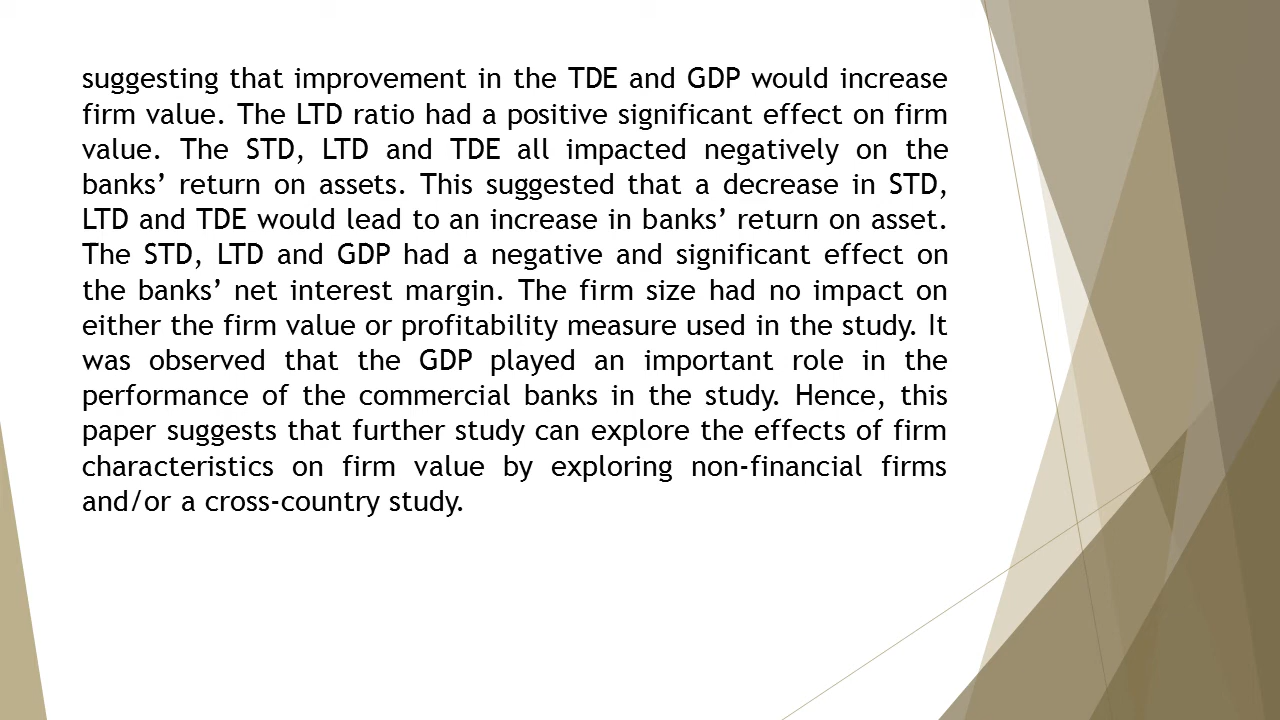 suggesting that improvement in the TDE and GDP would increase
firm value. The LTD ratio had a positive significant effect on firm
value. The STD, LTD and TDE all impacted negatively on the
banks’ return on assets. This suggested that a decrease in STD,
LTD and TDE would lead to an increase in banks’ return on asset.
The STD, LTD and GDP had a negative and significant effect on
the banks’ net interest margin. The firm size had no impact on
either the firm value or profitability measure used in the study. It
was observed that the GDP played an important role in the
performance of the commercial banks in the study. Hence, this
paper suggests that further study can explore the effects of firm
characteristics on firm value by exploring non-financial firms
and/or a cross-country study.